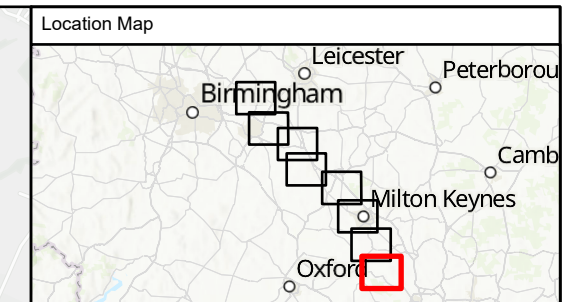 Location Map
Leicester
Peterborou
Birmingham
Camb
Milton Keynes
Oxford